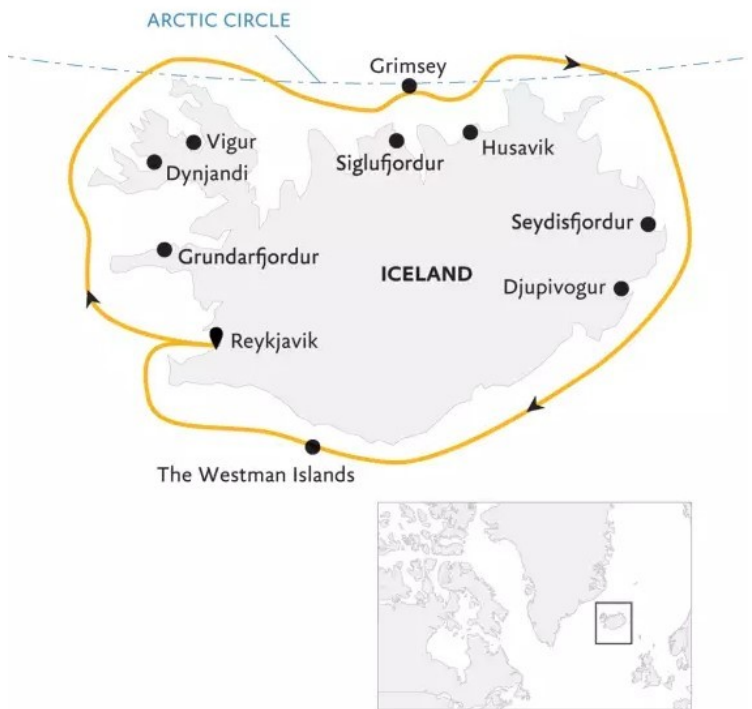 ARCTIC CIRCLE
Grimsey
Vigur
Dynjandi
Siglufjordur
Husavik
Seydisfjordur
Grundarfjordur
ICELAND
Djupivogur
Reykjavik
The Westman Islands